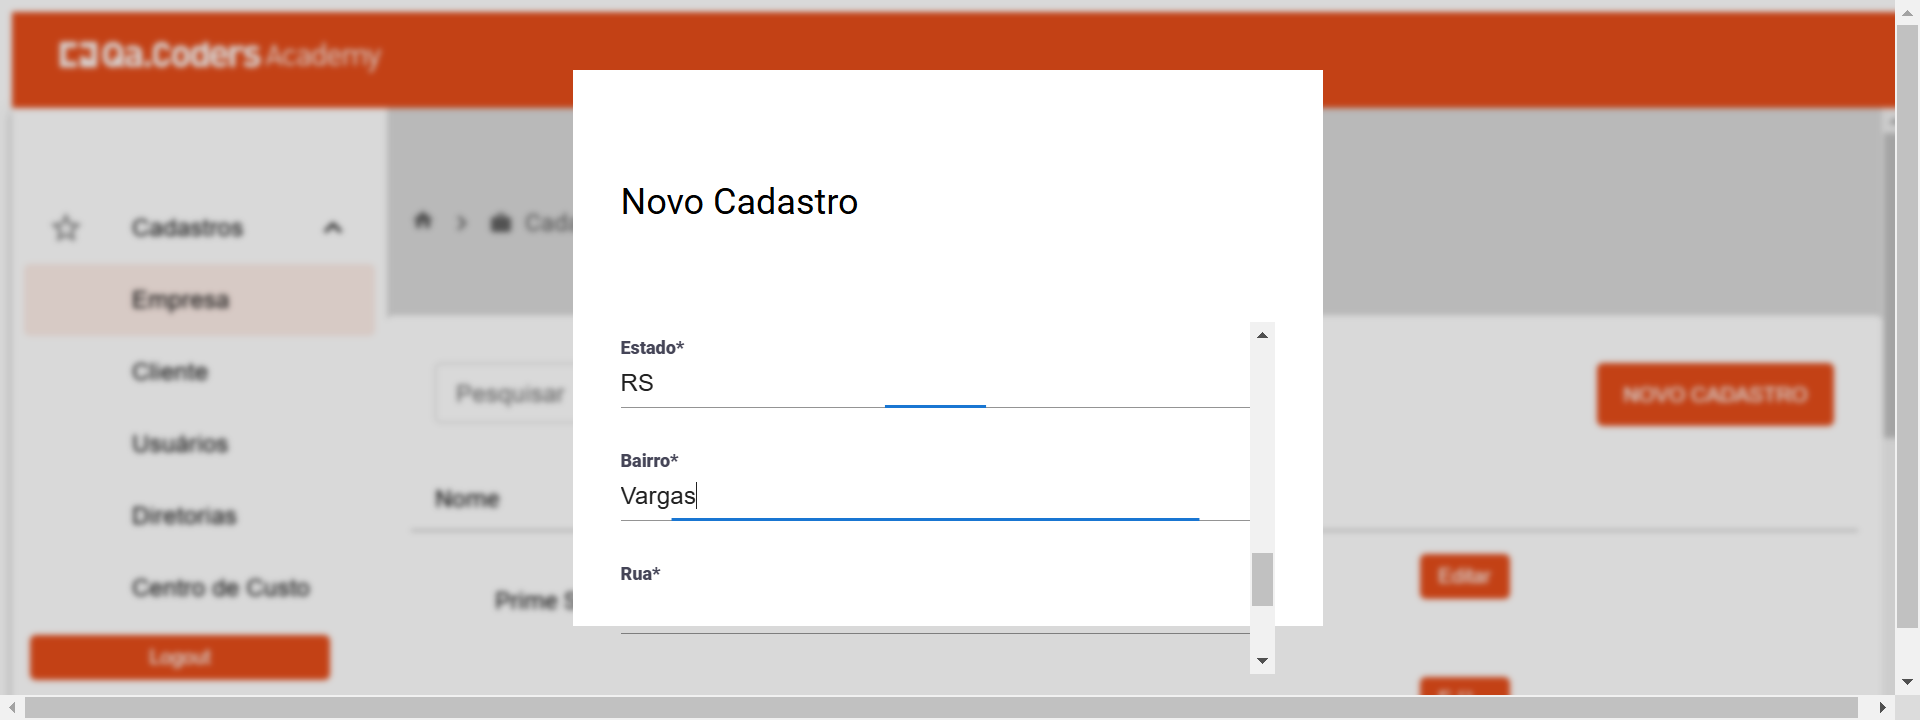 Qa.Coders Academy
Novo Cadastro
Cadastros
Empresa
Cliente
Usuários
Diretorias
Centro de Custo
Logout
Pesquisar
NOVO CADASTRO
Nome
Prime
Editar
Estado*
RS
Bairro*
Vargas
Rua*